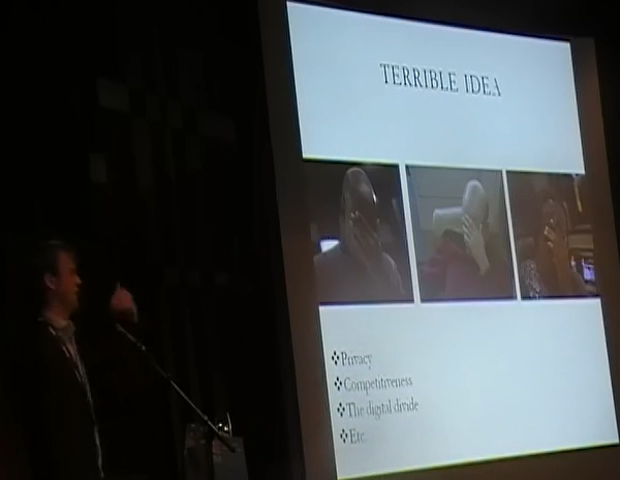 TERRIBLE IDEA
❖Privacy
❖Competitiveness
❖The digital divide
❖Etc.